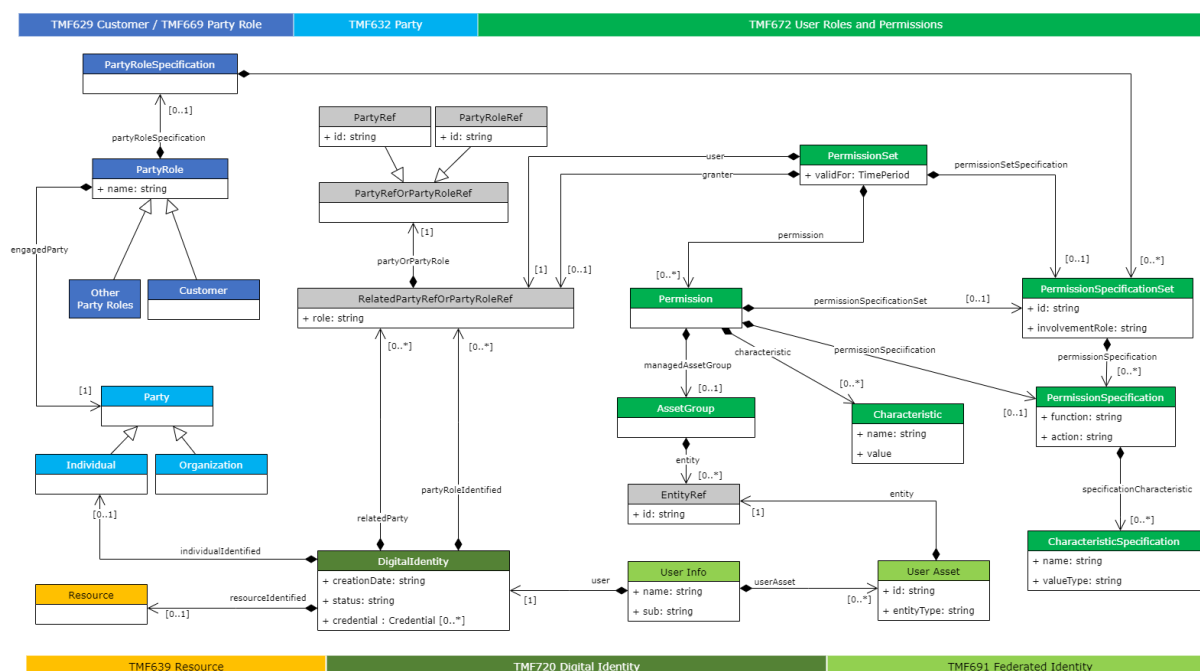 TMF629 Customer / TMF669 Party Role
TMF632 Party
TMF672 User Roles and Permissions
PartyRoleSpecification
[0..1]
partyRoleSpecification
PartyRole
+ name: string
engagedParty
Other
Party Roles
Customer
[1]
Party
Individual
Organization
[0..1]
individualIdentified
Resource
resourceIdentified
[0..1]
PartyRef
+ id: string
PartyRoleRef
+ id: string
PartyRefOrPartyRoleRef
[1]
partyOrPartyRole
RelatedPartyRefOrPartyRoleRef
+ role: string
[0..*]
[0..*]
partyRoleIdentified
relatedParty
DigitalIdentity
+ creationDate: string
+ status: string
+ credential : Credential [0..*]
user
granter
[1]
[0..1]
PermissionSet
+ validFor: TimePeriod
permissionSetSpecification
permission
[0..*]
[0..1]
[0..*]
Permission
permissionSpecificationSet
[0..1]
PermissionSpecificationSet
+ id: string
+ involvementRole: string
characteristic
permissionSpeciification
permissionSpecification
managedAssetGroup
[0..1]
[0..*]
[0..*]
AssetGroup
Characteristic
+ name: string
+ value
[0..1]
PermissionSpecification
+ function: string
+ action: string
entity
[0..*]
EntityRef
+ id: string
[1]
entity
specificationCharacteristic
[0..*]
CharacteristicSpecification
+ name: string
+ valueType: string
user
[1]
User Info
+ name: string
+ sub: string
userAsset
[0..*]
User Asset
+ id: string
+ entityType: string
TMF639 Resource
TMF720 Digital Identity
TMF691 Federated Identity